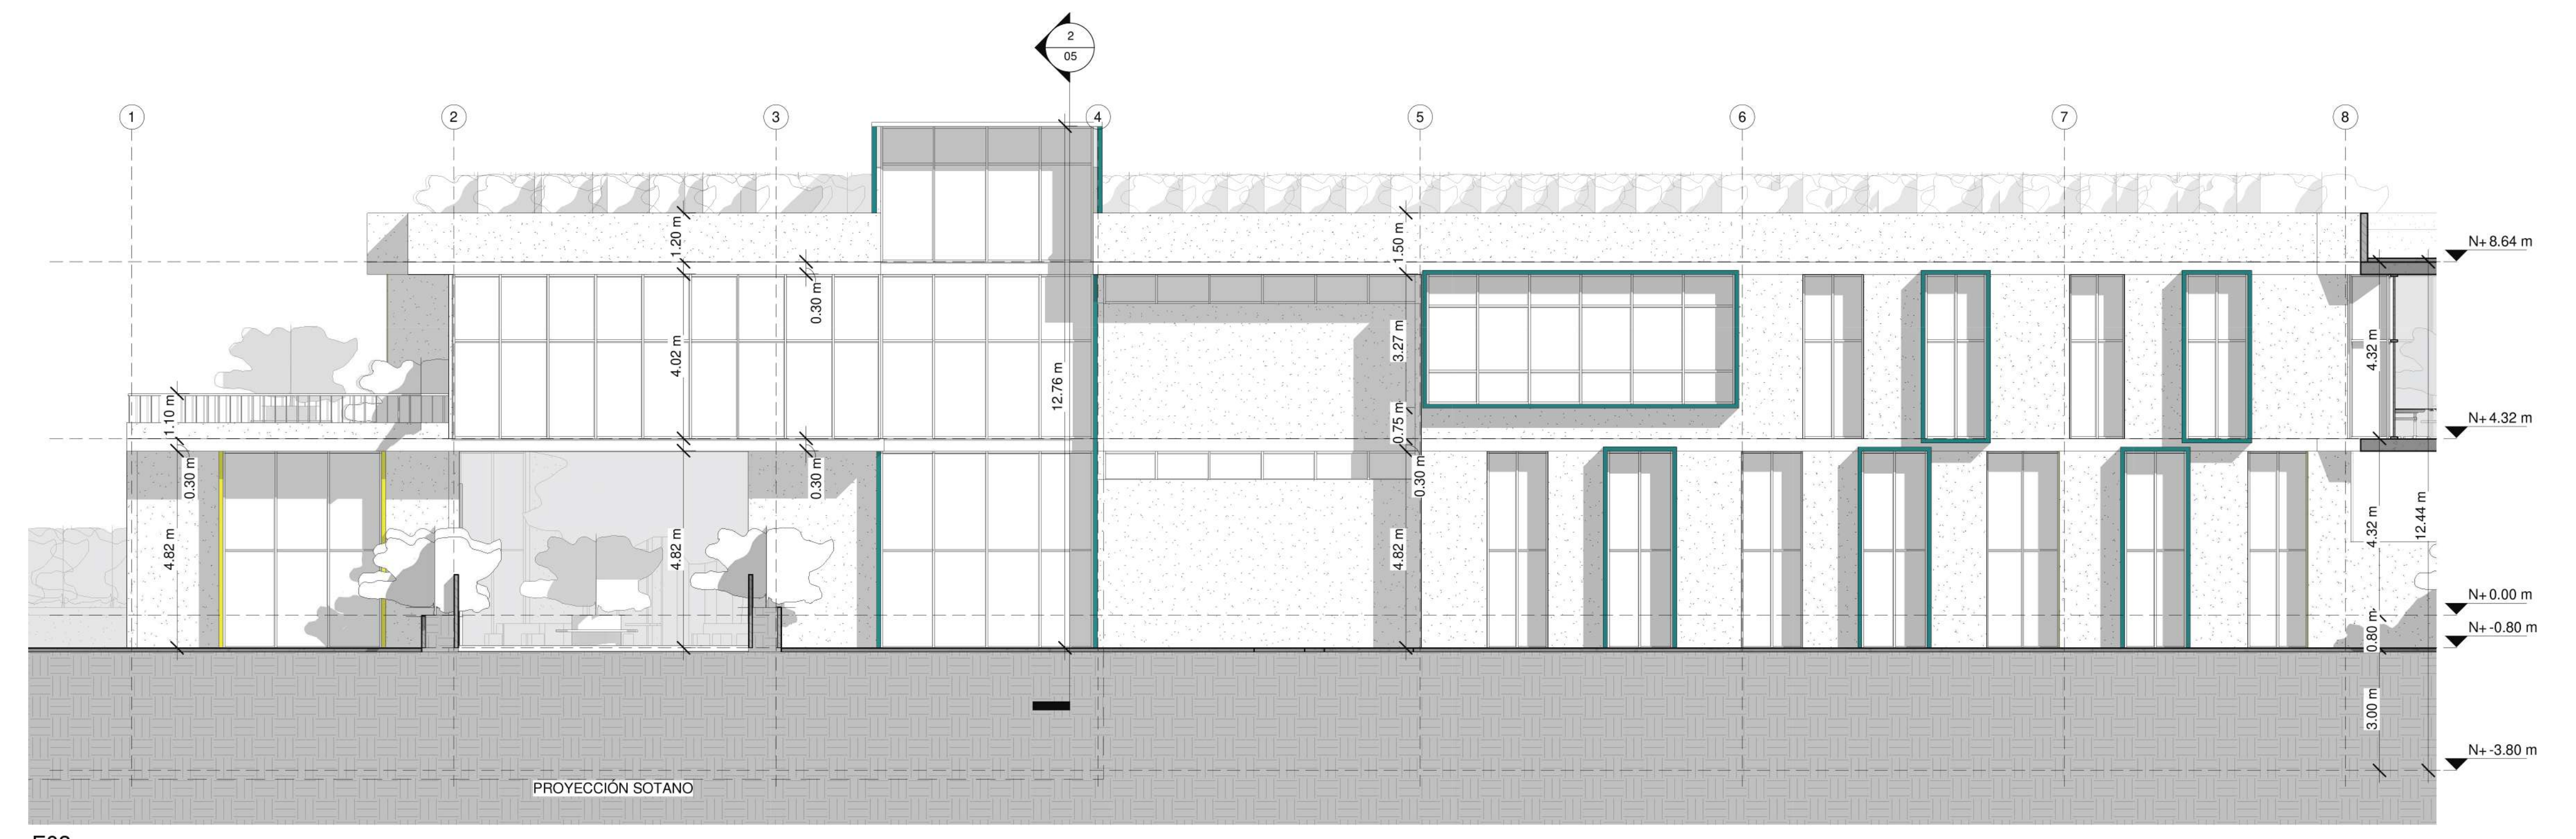 2
05
1
2
3
4
5
6
7
8
1.20 m
1.50 m
N+ 8.64 m
0.30 m
4.02 m
12.76 m
3.27 m
4.32 m
1.10 m
0.75 m
N+ 4.32 m
0.30 m
0.30 m
0.30 m
4.82 m
4.82 m
4.82 m
4.32 m
12.44 m
N+ 0.00 m
0.80 m
N+ -0.80 m
3.00 m
N+ -3.80 m
PROYECCIÓN SOTANO